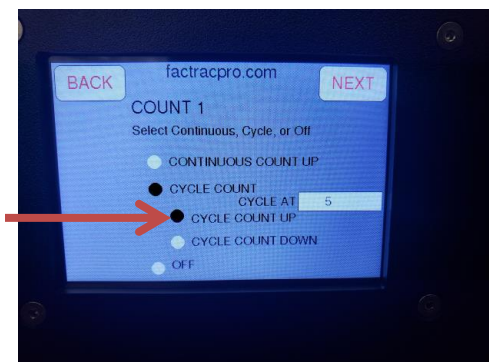 factracpro.com
BACK
NEXT
COUNT 1
Select Continuous, Cycle, or Off
CONTINUOUS COUNT UP
CYCLE COUNT
CYCLE AT 5
CYCLE COUNT UP
CYCLE COUNT DOWN
OFF